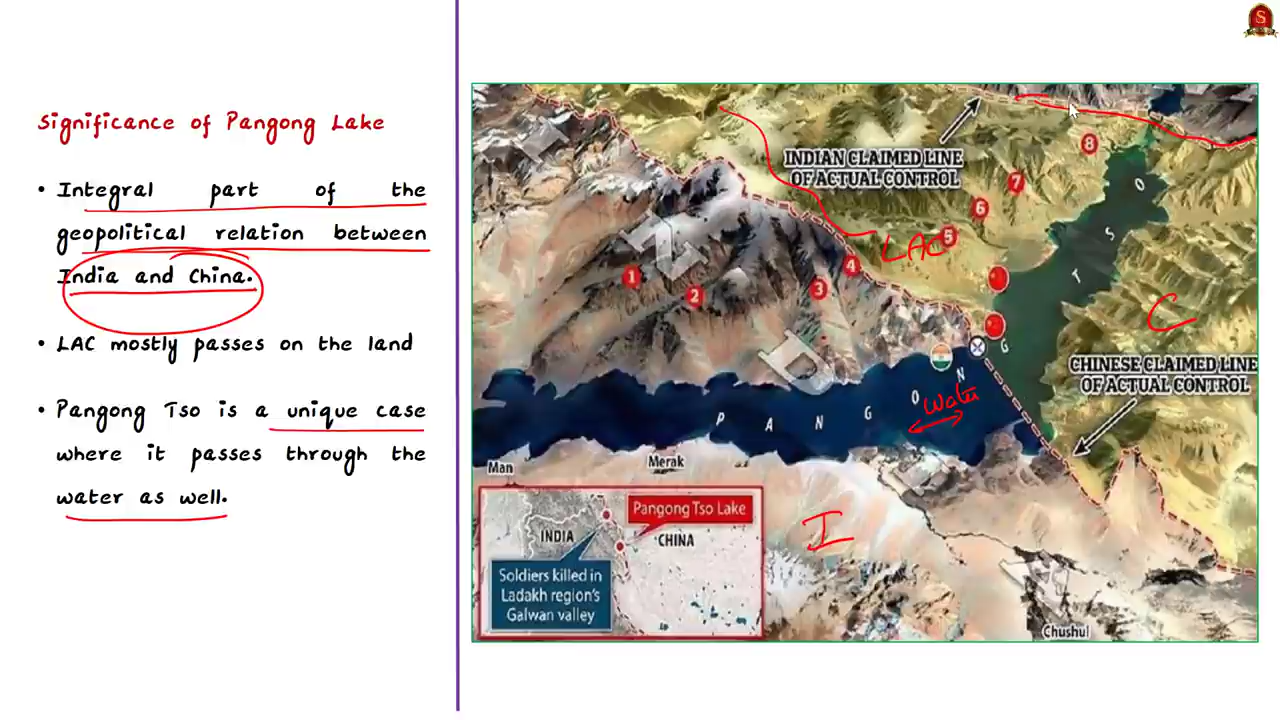 S
Significance of Pangong Lake
• Integral part of the
geopolitical relation between
India and China.
• LAC mostly passes on the land
• Pangong Tso is a unique case
where it passes through the
water as well.
INDIAN CLAIMED LINE
OF ACTUAL CONTROL
8
7
6
5
LAC
4
3
2
1
I N D I A
C
CHINESE CLAIMED LINE
OF ACTUAL CONTROL
P A N G O N G T S O
Water
Man
Merak
I
Chushul
Pangong Tso Lake
INDIA
CHINA
Soldiers killed in
Ladakh region's
Galwan valley